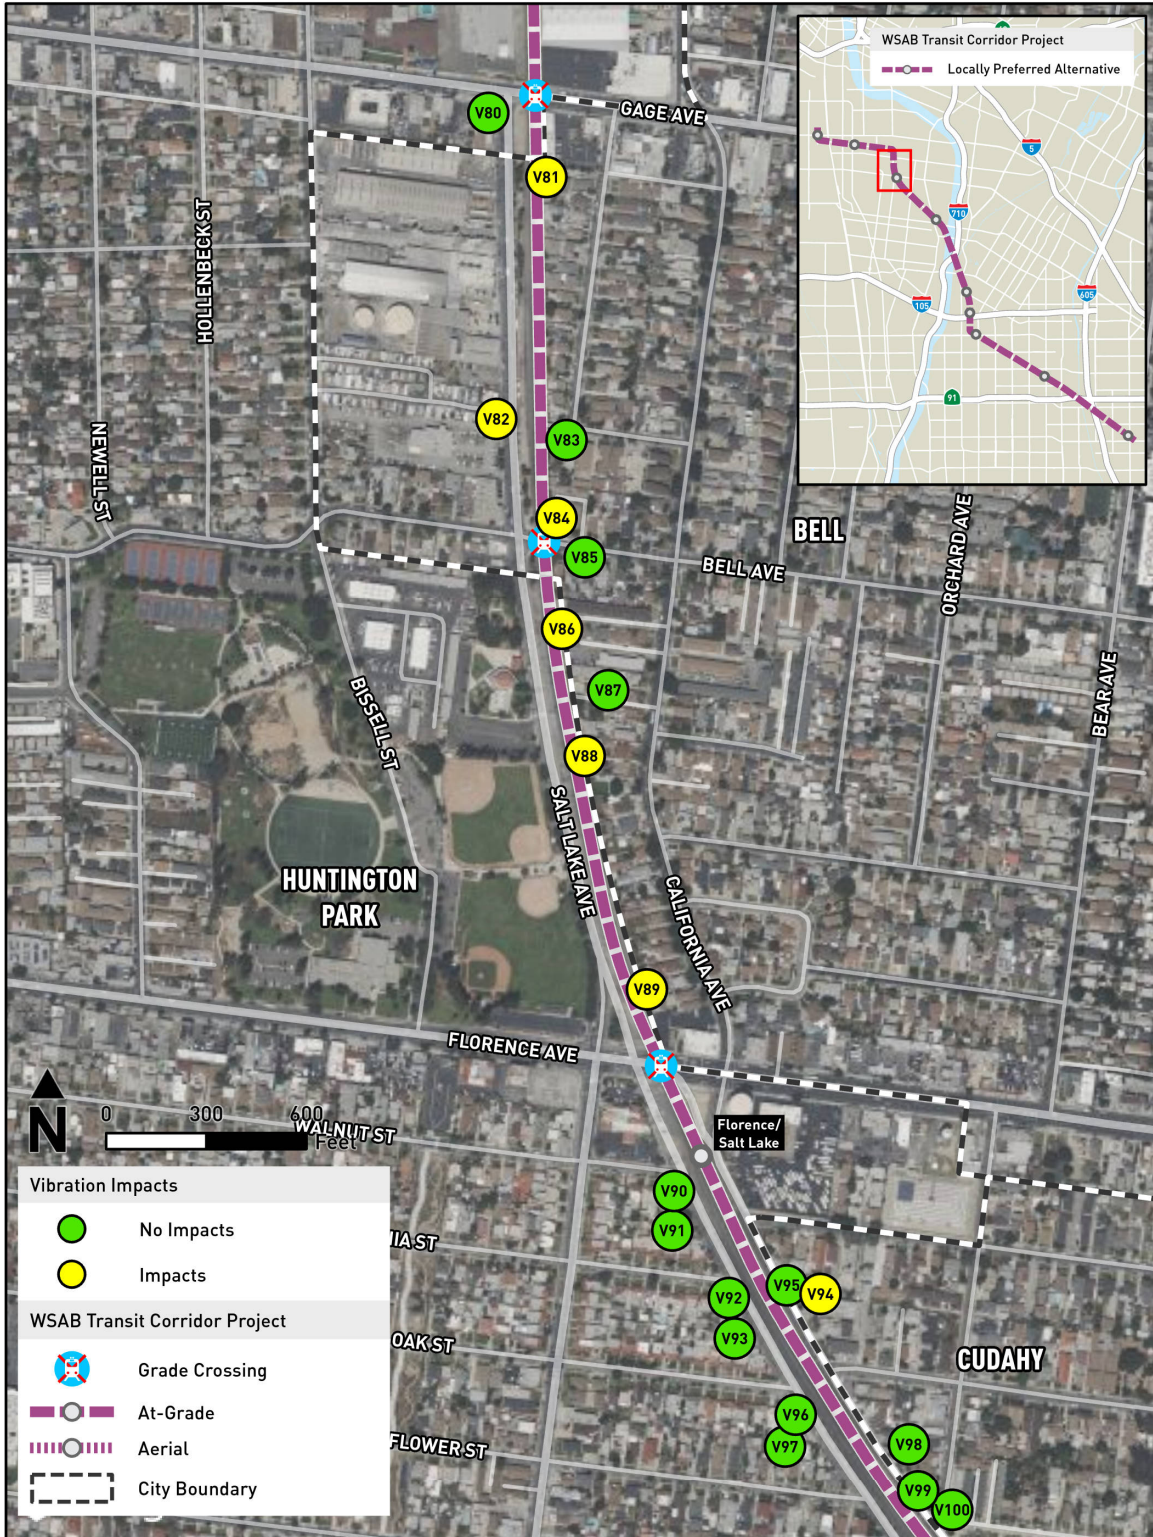 WSAB Transit Corridor Project
Locally Preferred Alternative
5
710
105
605
91
GAGE AVE
V80
V81
HOLLENBECK ST
NEWELL ST
V82
V83
V84
V85
BELL
BELL AVE
ORCHARD AVE
V86
V87
BISSELL ST
BEAR AVE
V88
SALT LAKE AVE
HUNTINGTON
PARK
CALIFORNIA AVE
V89
FLORENCE AVE
N
0 300 600
Feet
WALNUT ST
Florence/
Salt Lake
V90
V91
IA ST
V95
V94
V92
V93
OAK ST
CUDAHY
V96
V97
FLOWER ST
V98
V99
V100
Vibration Impacts
No Impacts
Impacts
WSAB Transit Corridor Project
Grade Crossing
At-Grade
Aerial
City Boundary